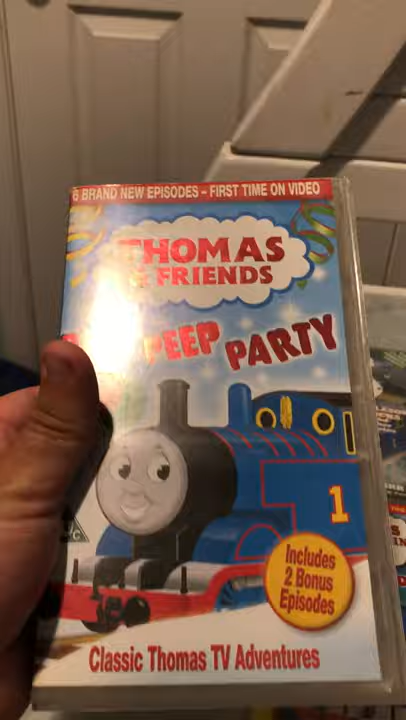 6 BRAND NEW EPISODES - FIRST TIME ON VIDEO
THOMAS
& FRIENDS
PEEP PARTY
1
Includes
2 Bonus
Episodes
Classic Thomas TV Adventures